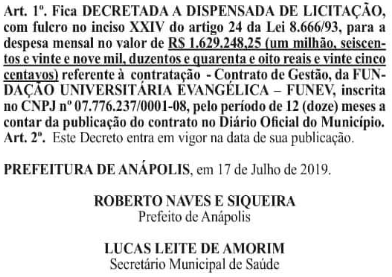 Art. 1º. Fica DECRETADA A DISPENSADA DE LICITAÇÃO,
com fulcro no inciso XXIV do artigo 24 da Lei 8.666/93, para a
despesa mensal no valor de RS 1.629.248,25 (um milhão, seiscen-
tos e vinte e nove mil, duzentos e quarenta e oito reais e vinte cinco
centavos) referente à contratação - Contrato de Gestão, da FUN-
DAÇÃO UNIVERSITÁRIA EVANGÉLICA – FUNEV, inscrita
no CNPJ nº 07.776.237/0001-08, pelo período de 12 (doze) meses a
contar da publicação do contrato no Diário Oficial do Município.
Art. 2º. Este Decreto entra em vigor na data de sua publicação.
PREFEITURA DE ANÁPOLIS, em 17 de Julho de 2019.
ROBERTO NAVES E SIQUEIRA
Prefeito de Anápolis
LUCAS LEITE DE AMORIM
Secretário Municipal de Saúde